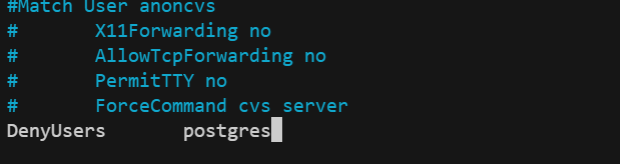 #Match User anoncvs
#       X11Forwarding no
#       AllowTcpForwarding no
#       PermitTTY no
#       ForceCommand cvs server
DenyUsers       postgres